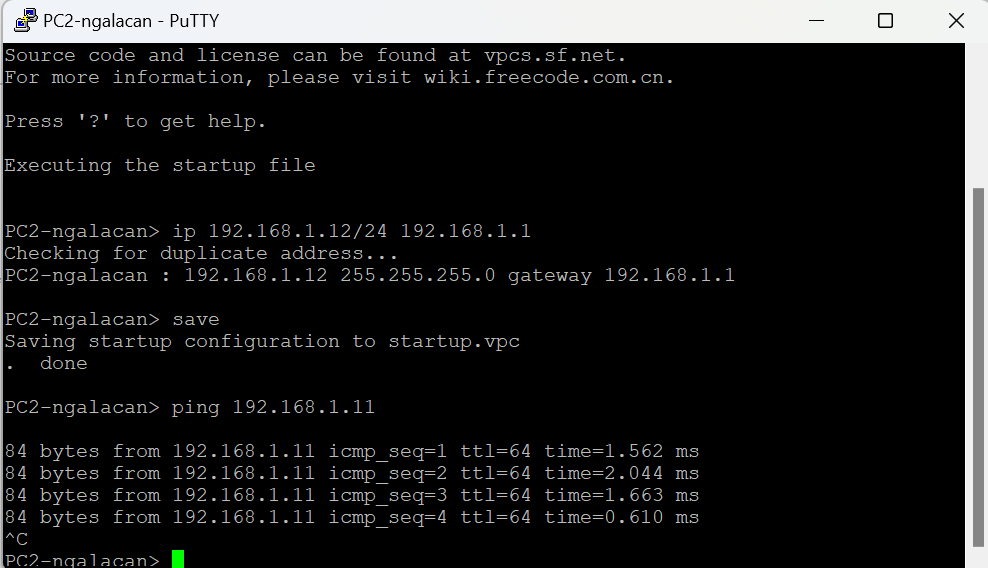 PC2-ngalacan - PuTTY
Source code and license can be found at vpcs.sf.net.
For more information, please visit wiki.freecode.com.cn.
Press '?' to get help.
Executing the startup file
PC2-ngalacan> ip 192.168.1.12/24 192.168.1.1
Checking for duplicate address...
PC2-ngalacan : 192.168.1.12 255.255.255.0 gateway 192.168.1.1
PC2-ngalacan> save
Saving startup configuration to startup.vpc
.  done
PC2-ngalacan> ping 192.168.1.11
84 bytes from 192.168.1.11 icmp_seq=1 ttl=64 time=1.562 ms
84 bytes from 192.168.1.11 icmp_seq=2 ttl=64 time=2.044 ms
84 bytes from 192.168.1.11 icmp_seq=3 ttl=64 time=1.663 ms
84 bytes from 192.168.1.11 icmp_seq=4 ttl=64 time=0.610 ms
^C
PC2-ngalacan>